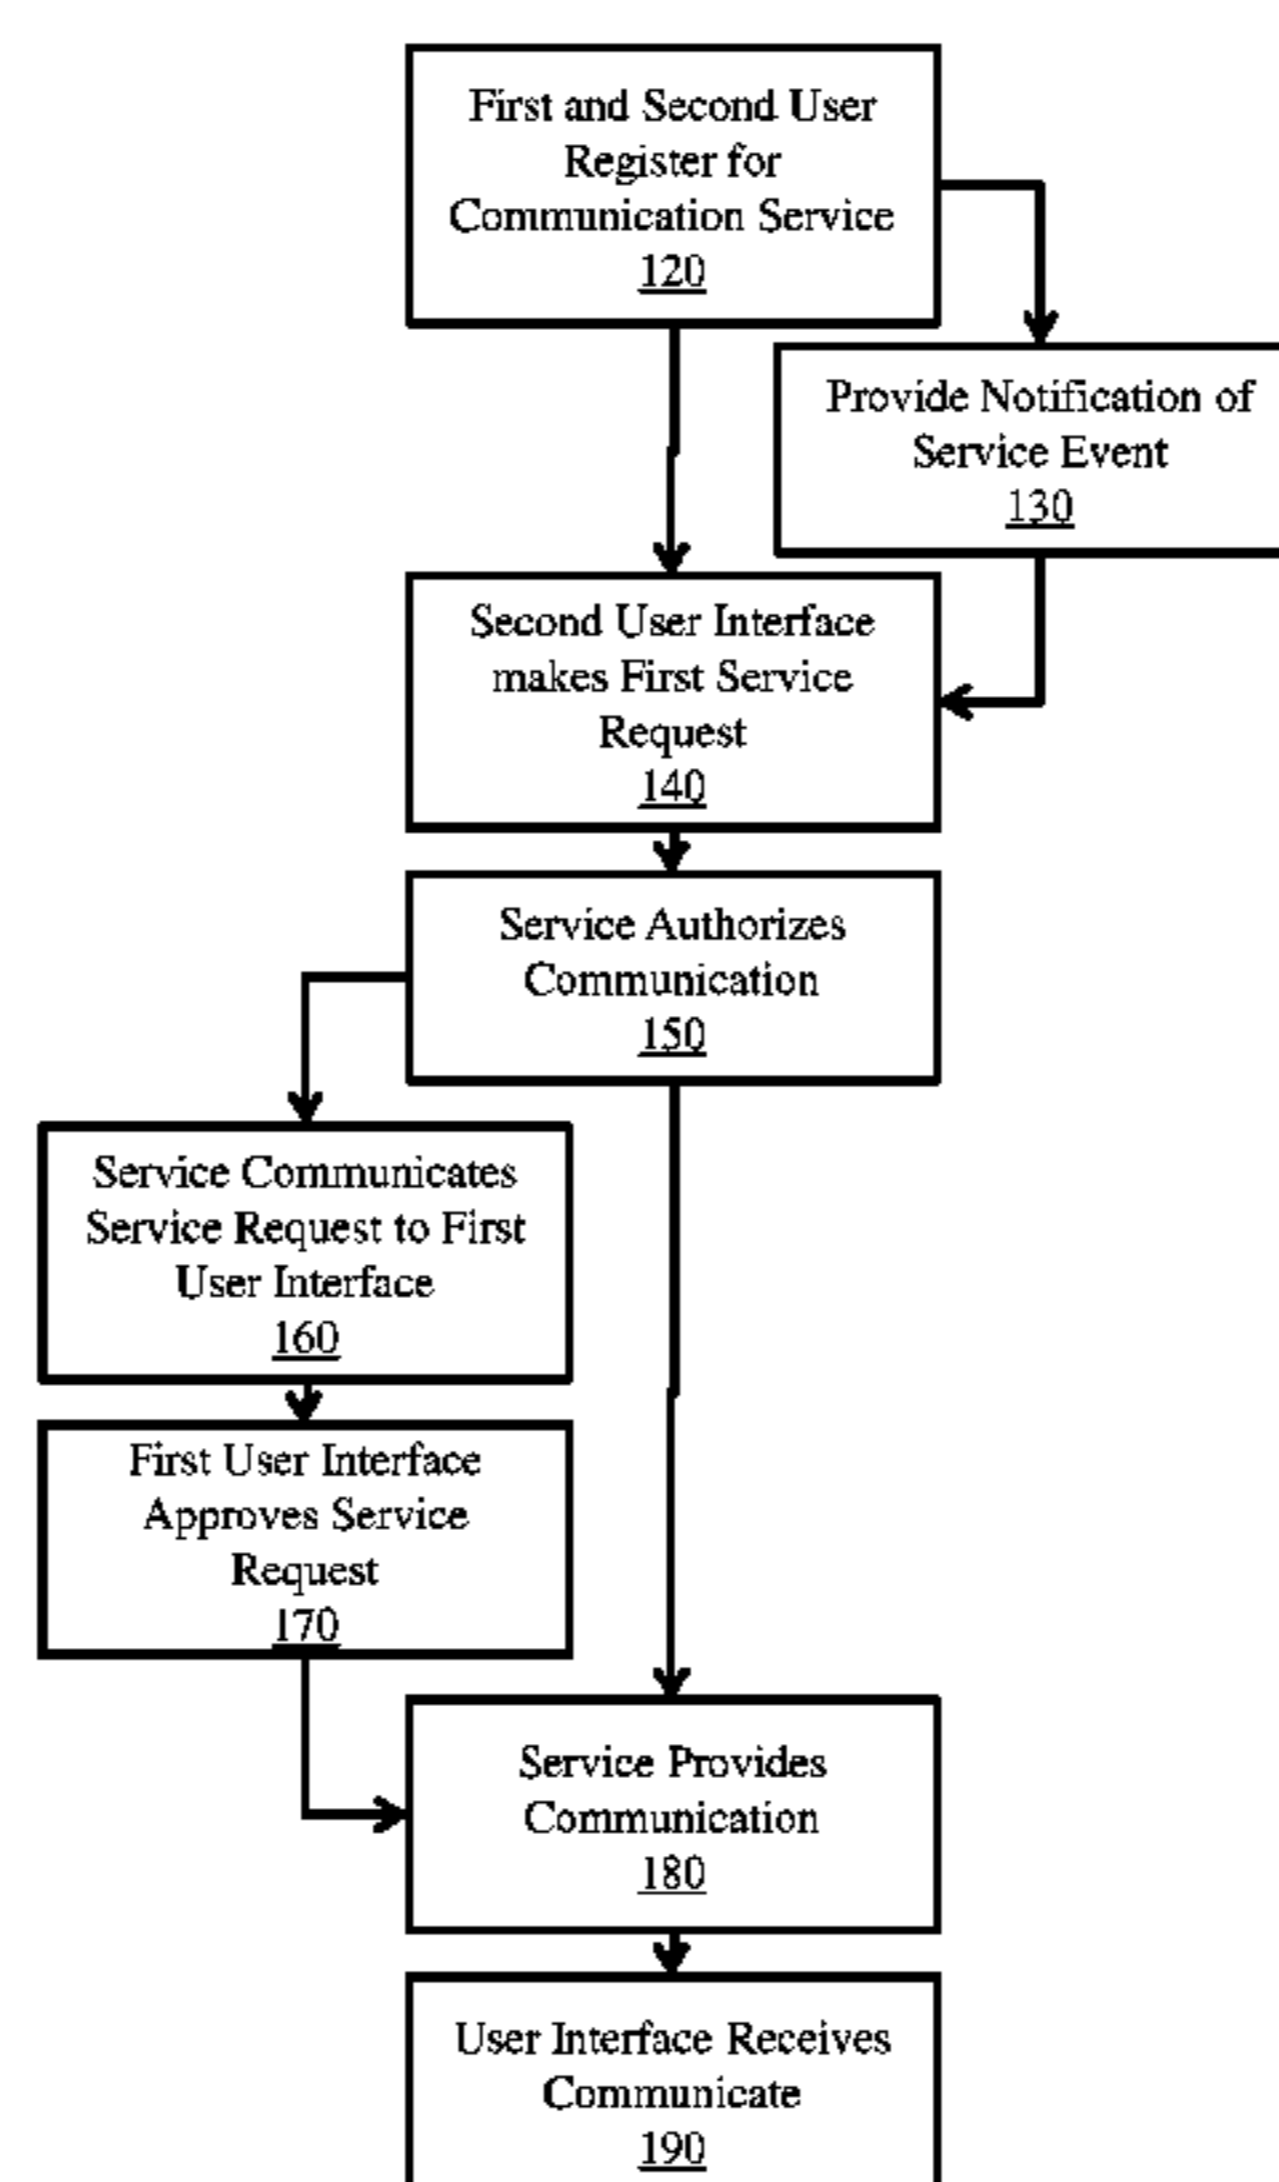 First and Second User
Register for
Communication Service
120
Provide Notification of
Service Event
130
Second User Interface
makes First Service
Request
140
Service Authorizes
Communication
150
Service Communicates
Service Request to First
User Interface
160
First User Interface
Approves Service
Request
170
Service Provides
Communication
180
User Interface Receives
Communicate
190